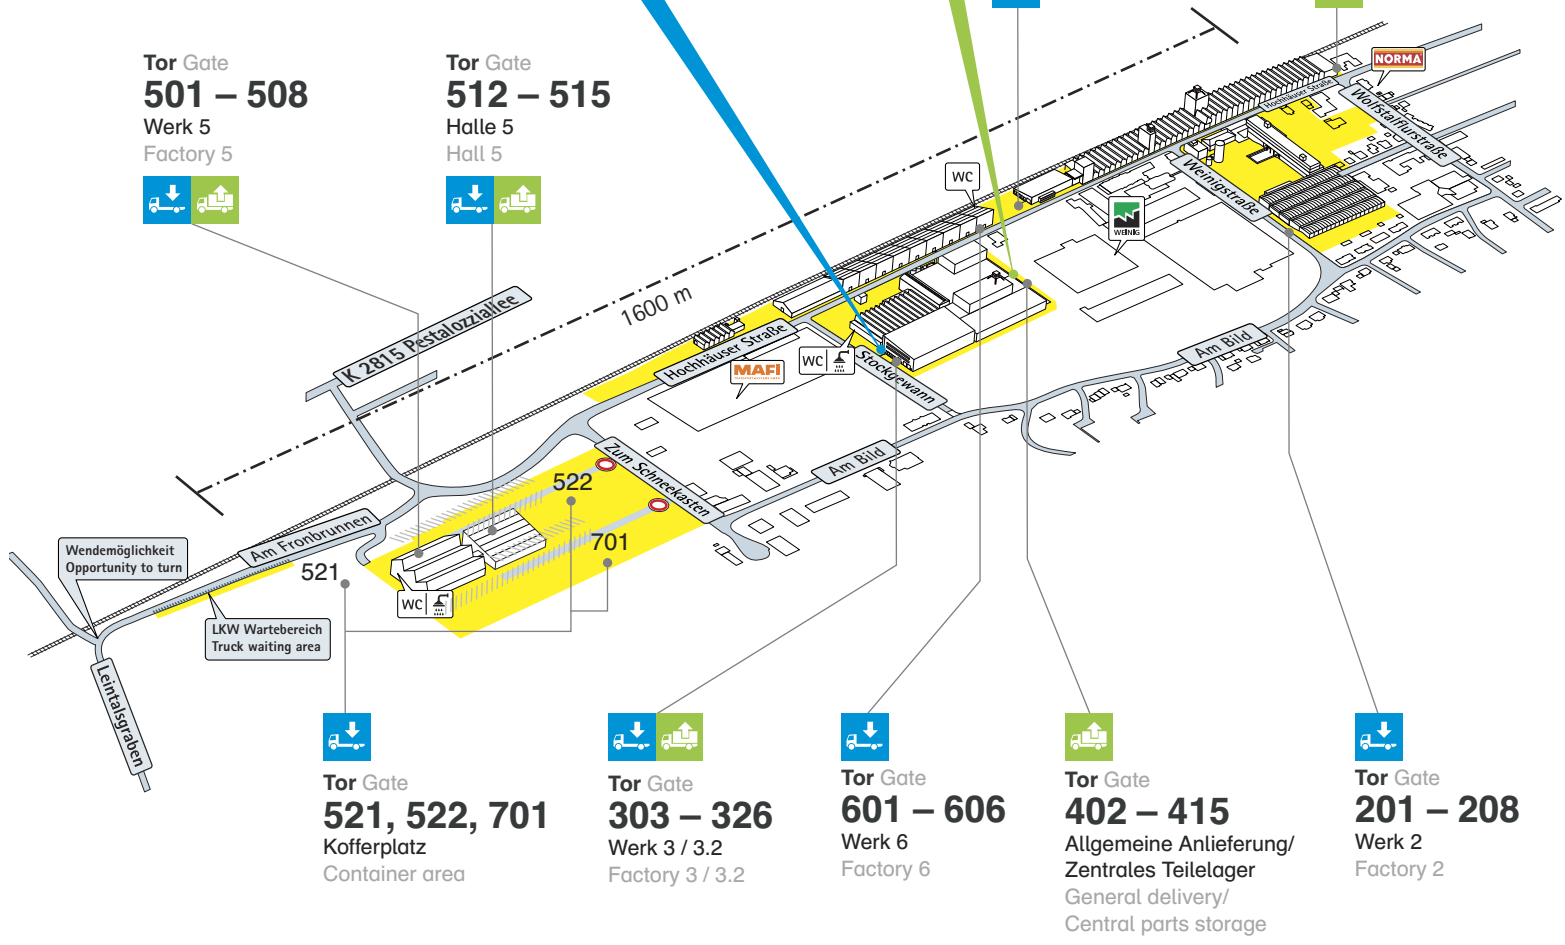 Tor Gate
501 – 508
Werk 5
Factory 5
Tor Gate
512 – 515
Halle 5
Hall 5
NORMA
Hochhäuser Straße
Wolfstalflurstraße
WC
Weinigstraße
WEINIG
1600 m
K 2815 Pestalozziallee
Hochhäuser Straße
MAFI
WC
Stockgewann
Am Bild
Am Bild
Zum Schneekasten
522
701
Am Fronbrunnen
521
WC
Wendemöglichkeit
Opportunity to turn
LKW Wartebereich
Truck waiting area
Leintalsgraben
Tor Gate
521, 522, 701
Kofferplatz
Container area
Tor Gate
303 – 326
Werk 3 / 3.2
Factory 3 / 3.2
Tor Gate
601 – 606
Werk 6
Factory 6
Tor Gate
402 – 415
Allgemeine Anlieferung/
Zentrales Teilelager
General delivery/
Central parts storage
Tor Gate
201 – 208
Werk 2
Factory 2